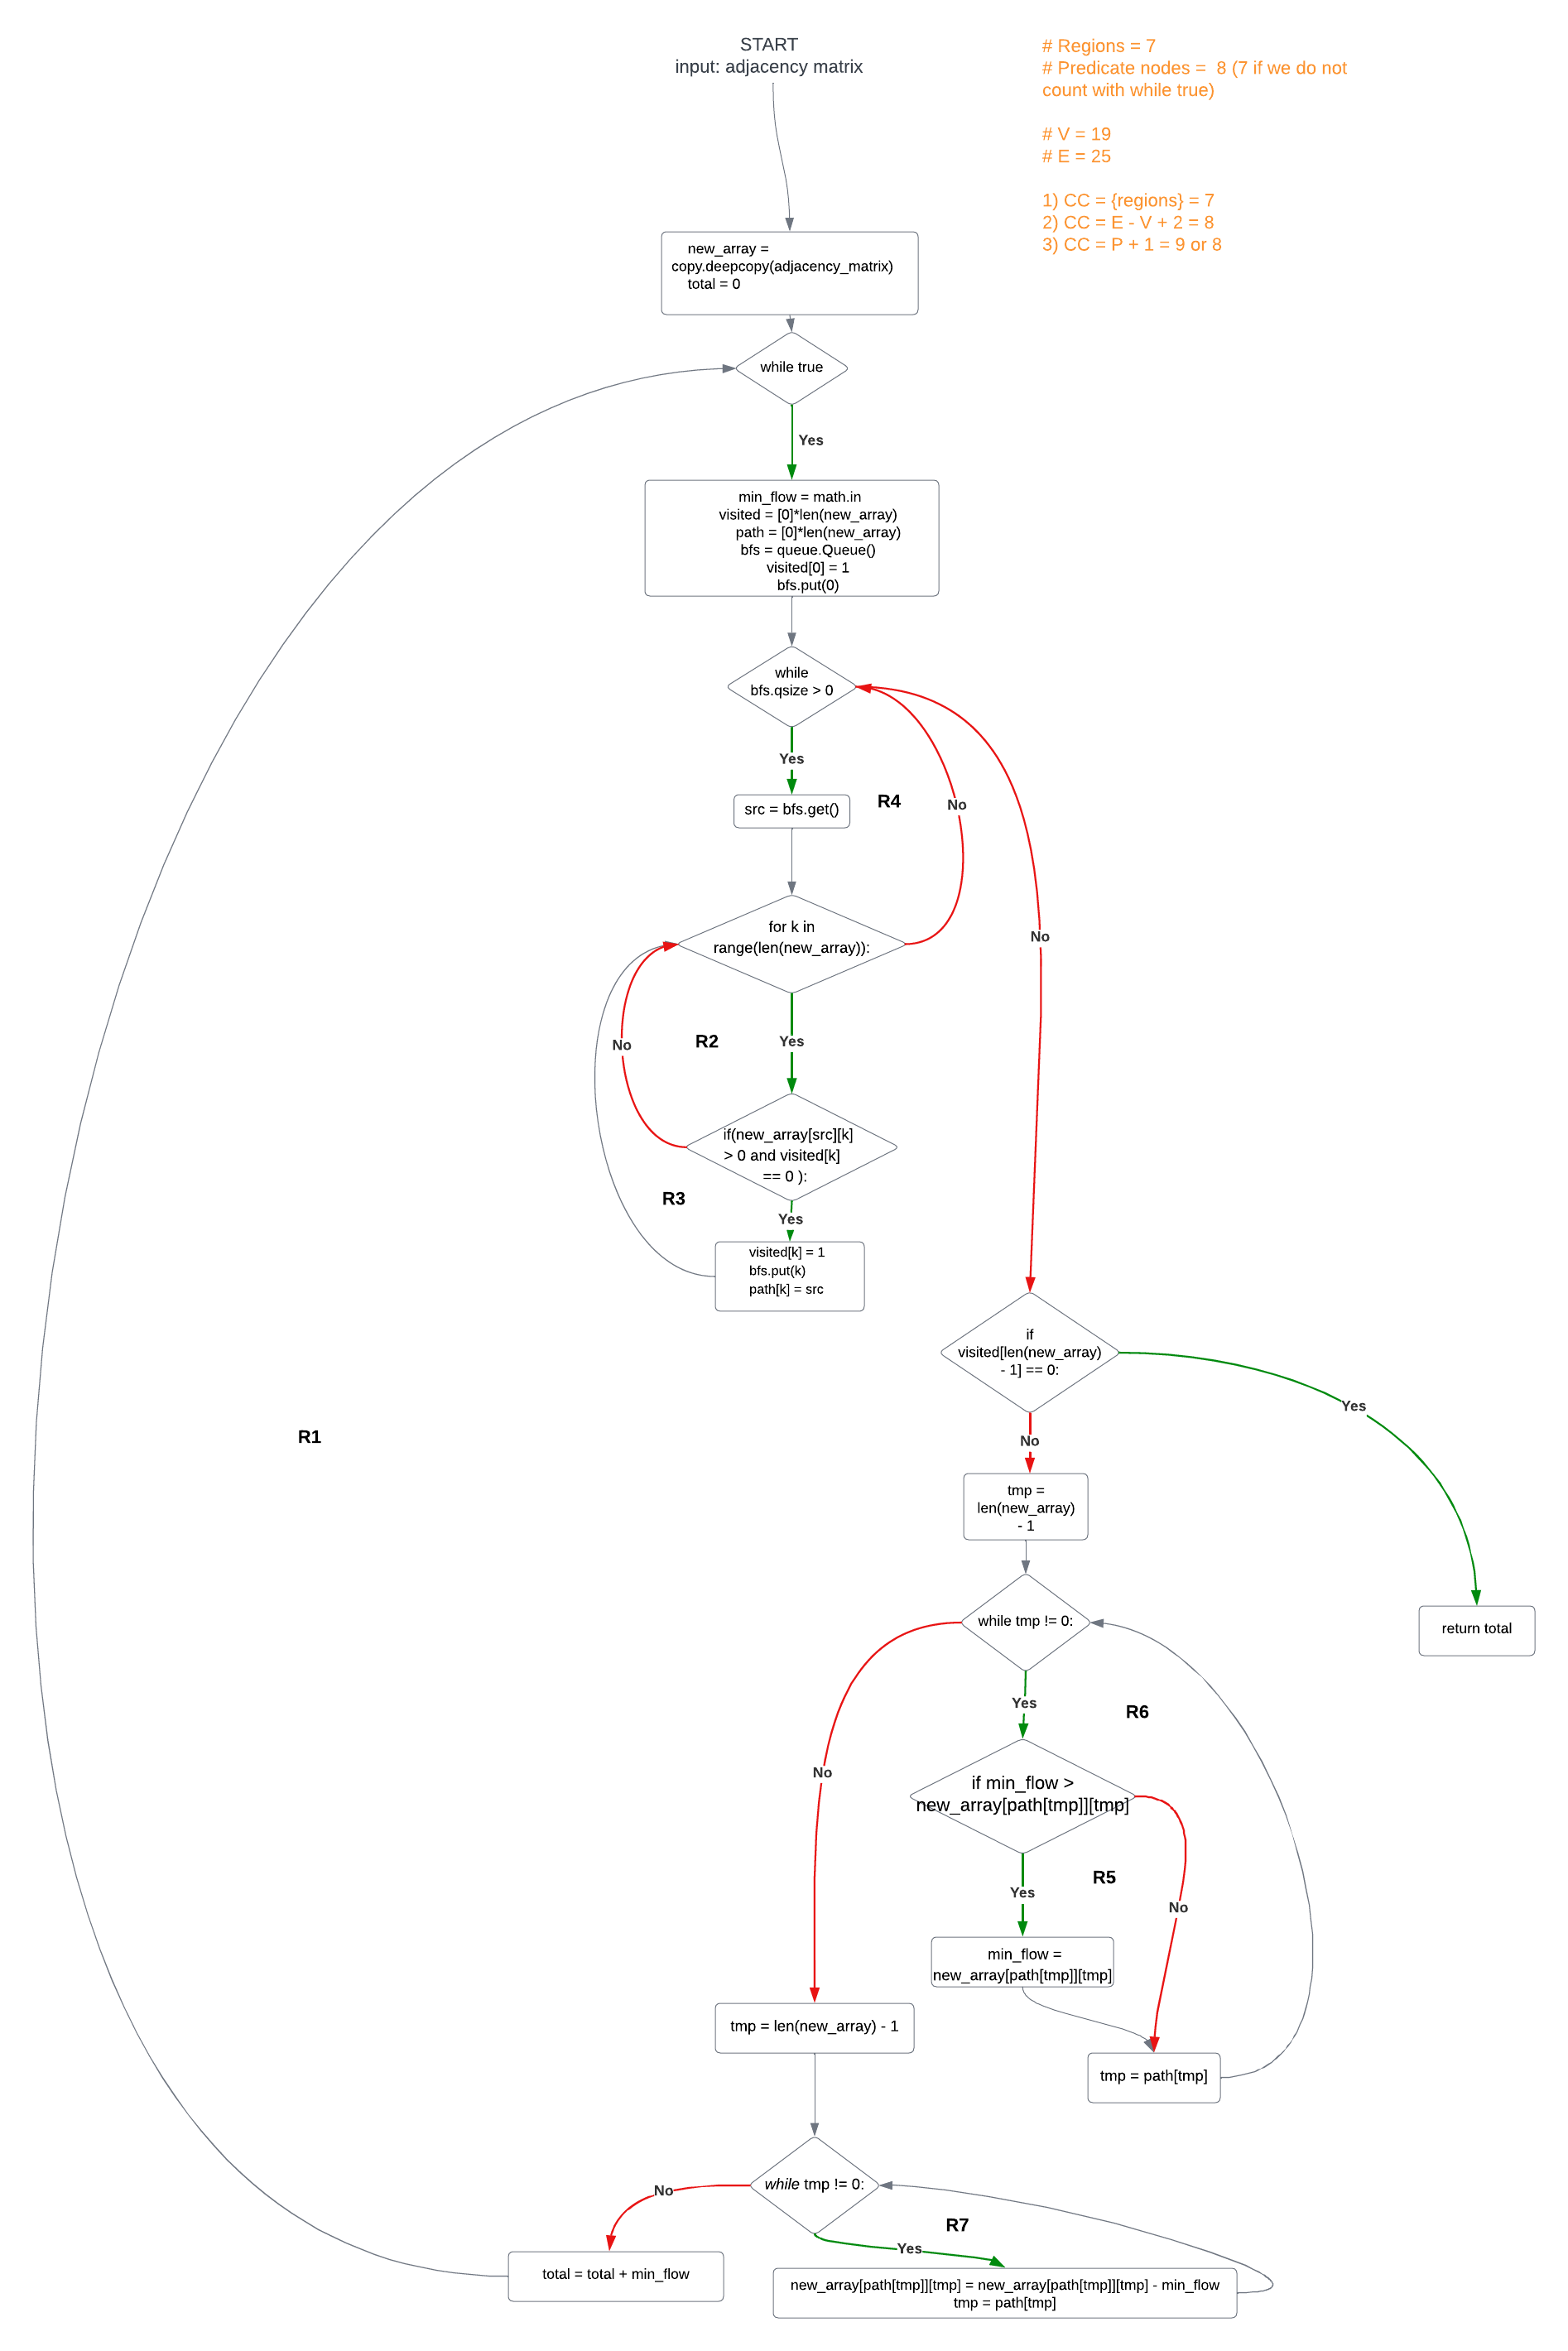 START
input: adjacency matrix
# Regions = 7
# Predicate nodes =  8 (7 if we do not
count with while true)
# V = 19
# E = 25
1) CC = {regions} = 7
2) CC = E - V + 2 = 8
3) CC = P + 1 = 9 or 8
new_array =
copy.deepcopy(adjacency_matrix)
total = 0
while true
Yes
min_flow = math.in
visited = [0]*len(new_array)
path = [0]*len(new_array)
bfs = queue.Queue()
visited[0] = 1
bfs.put(0)
while
bfs.qsize > 0
Yes
src = bfs.get()
R4
No
for k in
range(len(new_array)):
No
R2
Yes
No
if(new_array[src][k]
> 0 and visited[k]
== 0 ):
R3
Yes
visited[k] = 1
bfs.put(k)
path[k] = src
if
visited[len(new_array)
- 1] == 0:
Yes
R1
No
tmp =
len(new_array)
- 1
while tmp != 0:
return total
Yes
R6
No
if min_flow >
new_array[path[tmp]][tmp]
R5
Yes
No
min_flow =
new_array[path[tmp]][tmp]
tmp = len(new_array) - 1
tmp = path[tmp]
while tmp != 0:
No
R7
Yes
total = total + min_flow
new_array[path[tmp]][tmp] = new_array[path[tmp]][tmp] - min_flow
tmp = path[tmp]